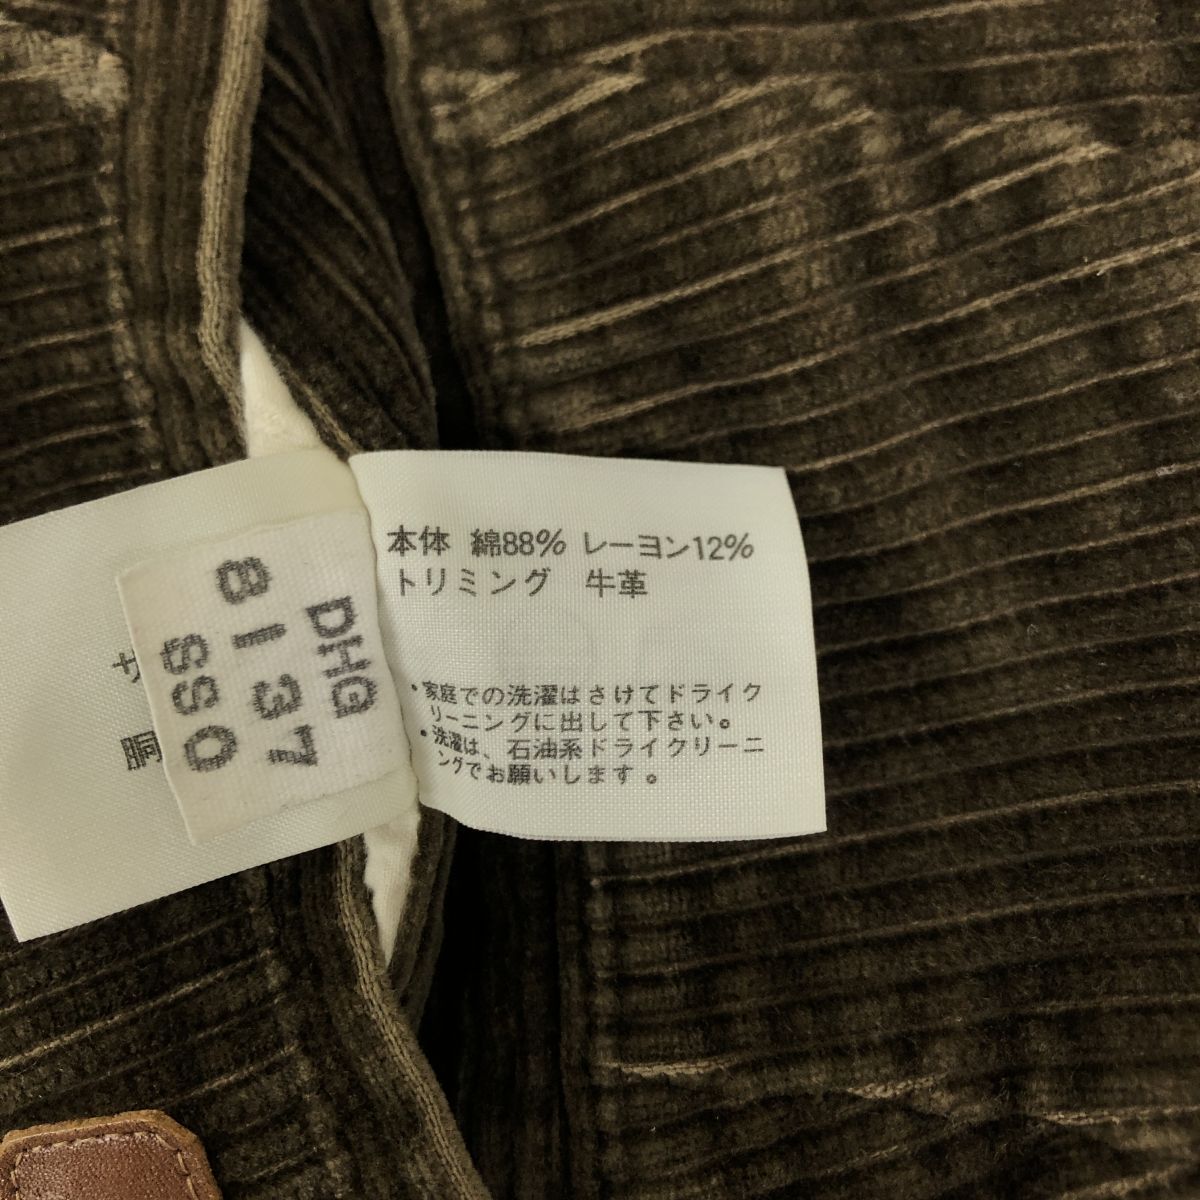 本体 綿88% レーヨン12%
トリミング 牛革
・家庭での洗濯はさけてドライク
リーニングに出して下さい。
・洗濯は、石油系ドライクリーニ
ングでお願いします。
DHG
8137
SSO
サ
胴